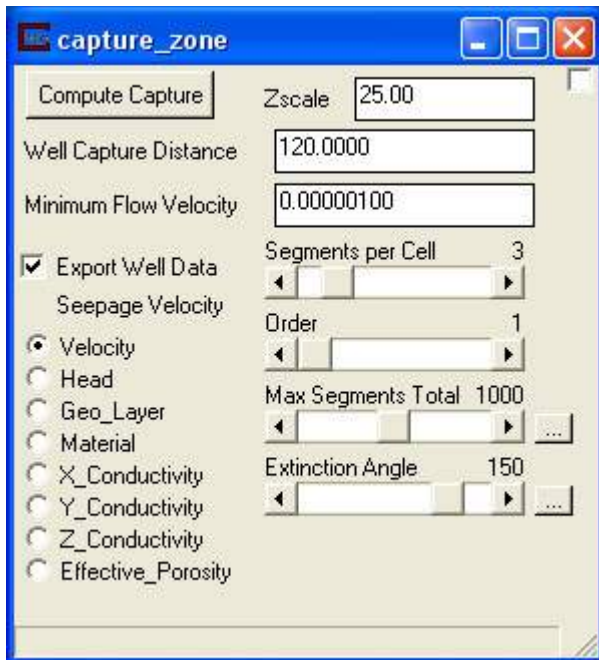 capture_zone
Compute Capture
Zscale 25.00
Well Capture Distance 120.0000
Minimum Flow Velocity 0.00000100
Export Well Data
Seepage Velocity
Velocity
Head
Geo_Layer
Material
X_Conductivity
Y_Conductivity
Z_Conductivity
Effective_Porosity
Segments per Cell 3
Order 1
Max Segments Total 1000
...
Extinction Angle 150
...